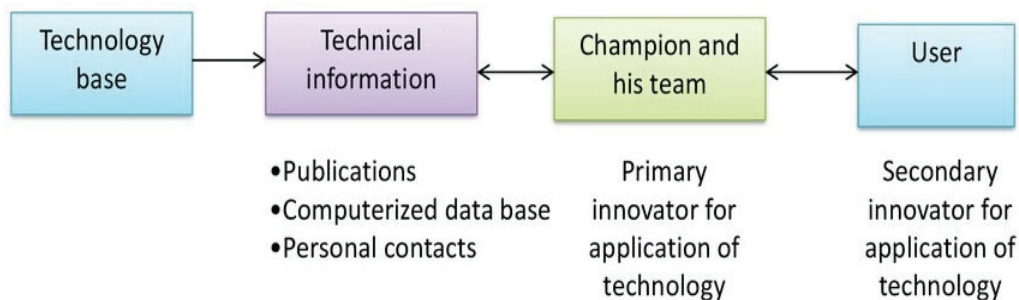 Technology
base
Technical
information
Champion and
his team
User
•Publications
•Computerized data base
•Personal contacts
Primary
innovator for
application of
technology
Secondary
innovator for
application of
technology